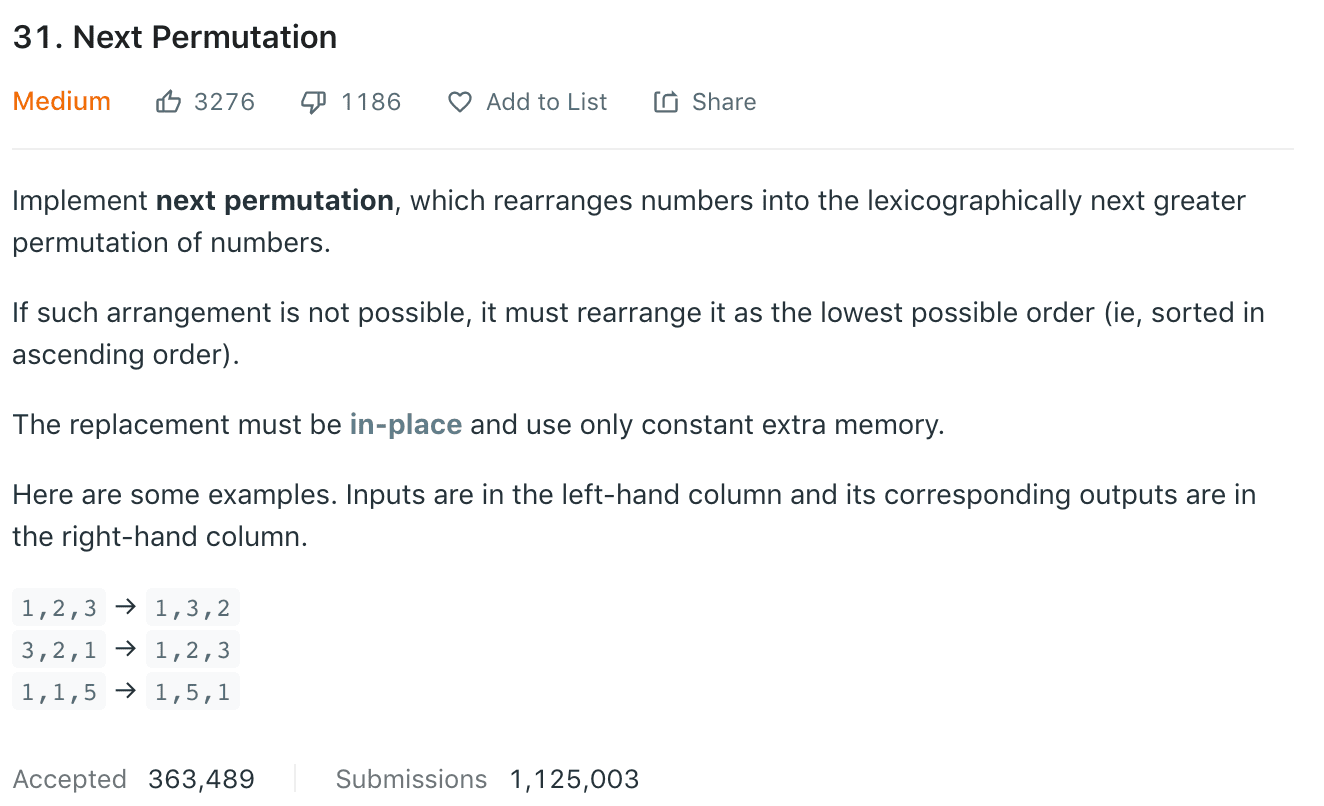 31. Next Permutation
Medium 3276 1186 Add to List Share
Implement next permutation, which rearranges numbers into the lexicographically next greater
permutation of numbers.
If such arrangement is not possible, it must rearrange it as the lowest possible order (ie, sorted in
ascending order).
The replacement must be in-place and use only constant extra memory.
Here are some examples. Inputs are in the left-hand column and its corresponding outputs are in
the right-hand column.
1,2,3 → 1,3,2
3,2,1 → 1,2,3
1,1,5 → 1,5,1
Accepted 363,489 Submissions 1,125,003